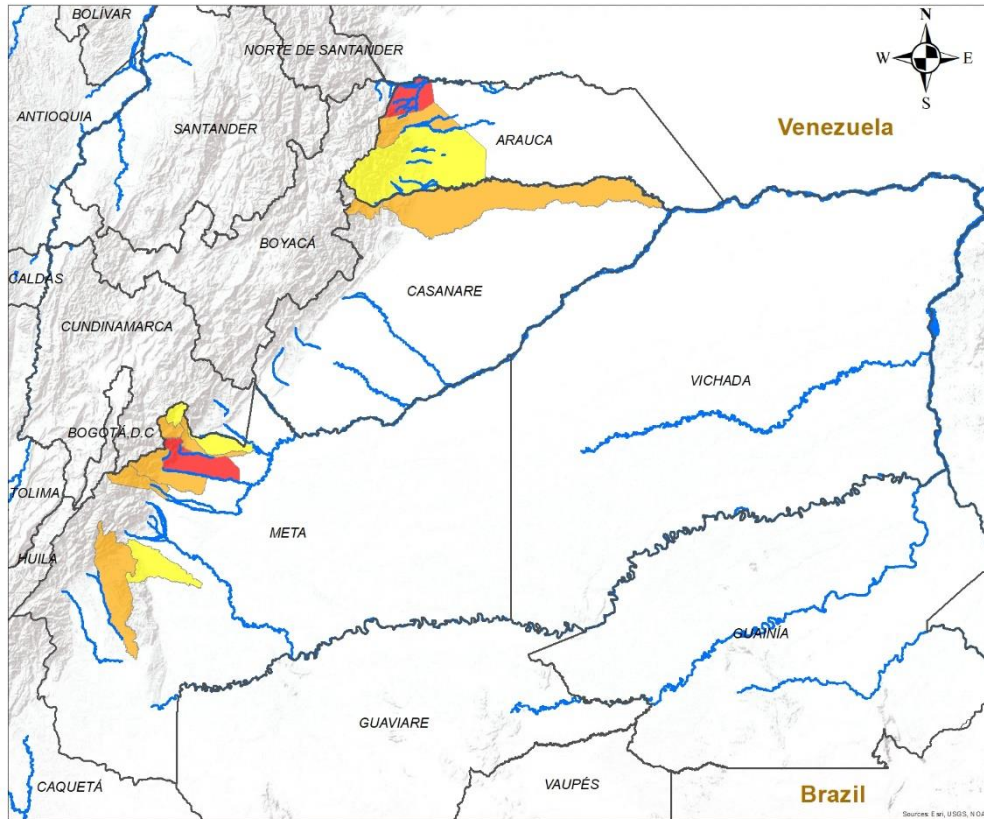 BOLÍVAR
NORTE DE SANTANDER
N
W
E
S
ANTIOQUIA
SANTANDER
ARAUCA
Venezuela
BOYACÁ
CALDAS
CASANARE
CUNDINAMARCA
VICHADA
BOGOTÁ D.C
TOLIMA
META
HUILA
GUAINÍA
GUAVIARE
CAQUETÁ
VAUPÉS
Brazil
Sources: Esri, USGS, NOA